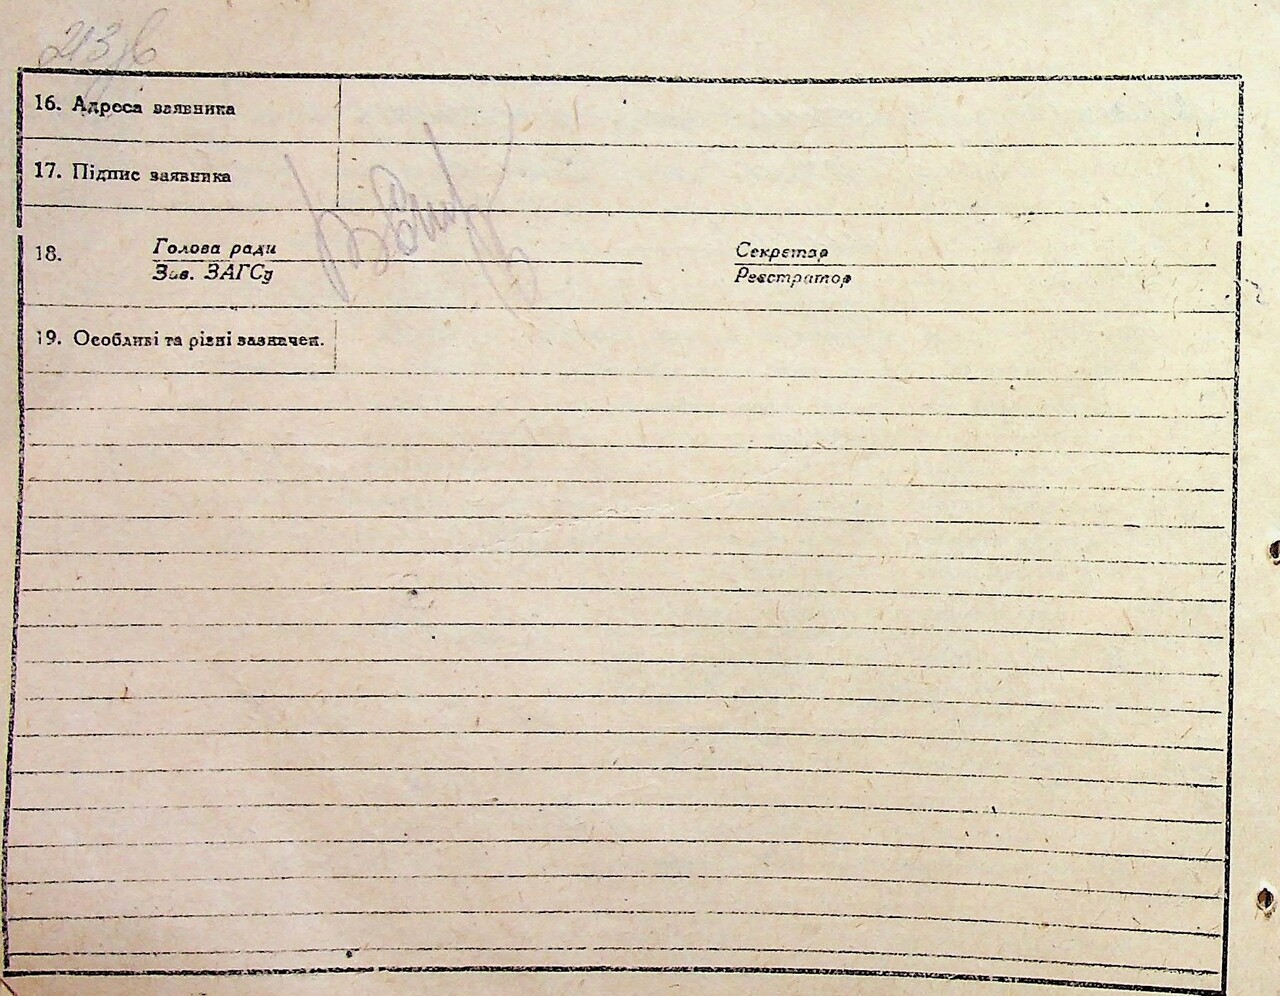 213 зв
16. Адреса заявника
17. Підпис заявника
18. Голова ради Секретар
Зав. ЗАГСу Реєстратор
19. Особливі та різні зазначен.